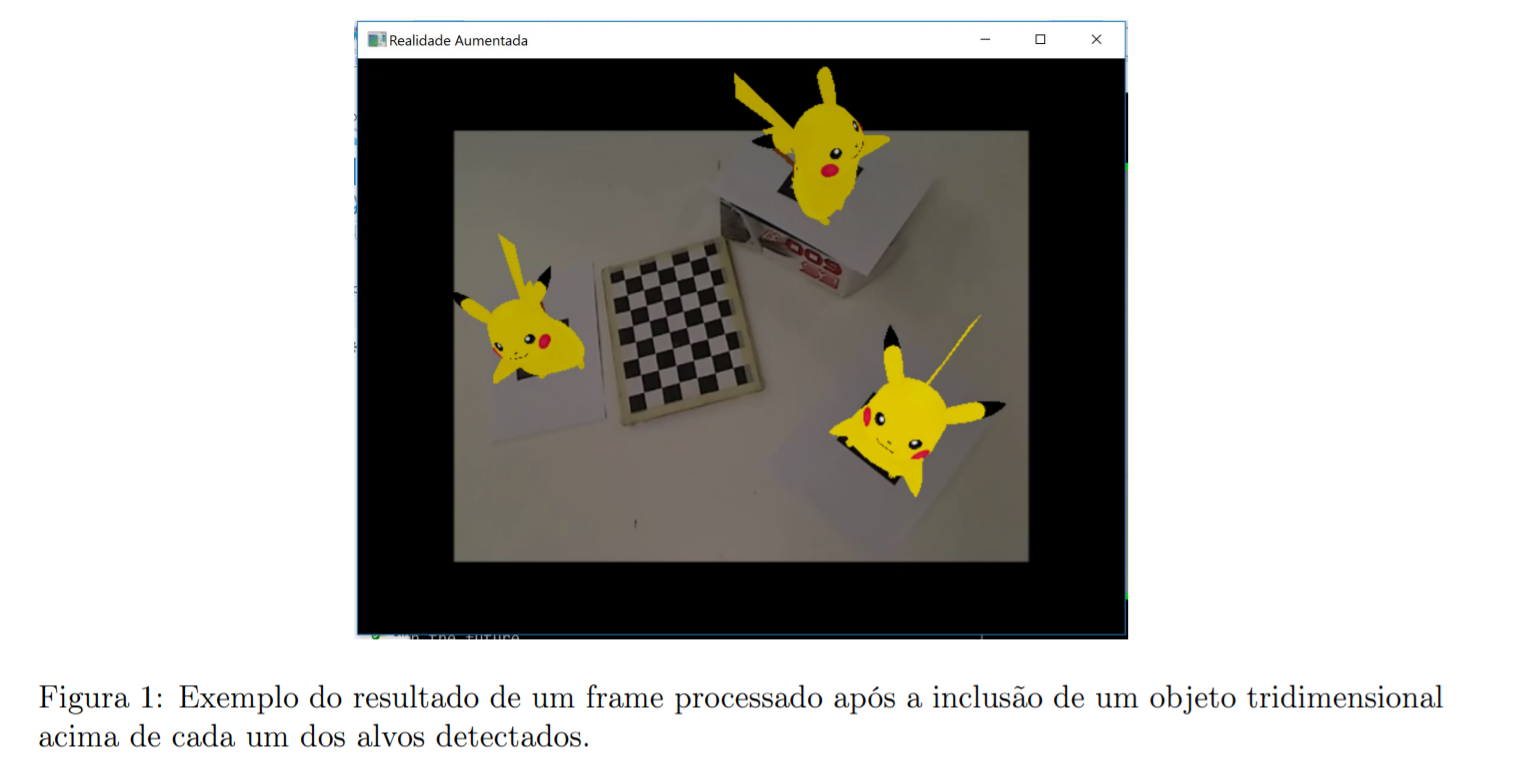 Realidade Aumentada
Figura 1: Exemplo do resultado de um frame processado após a inclusão de um objeto tridimensional
acima de cada um dos alvos detectados.